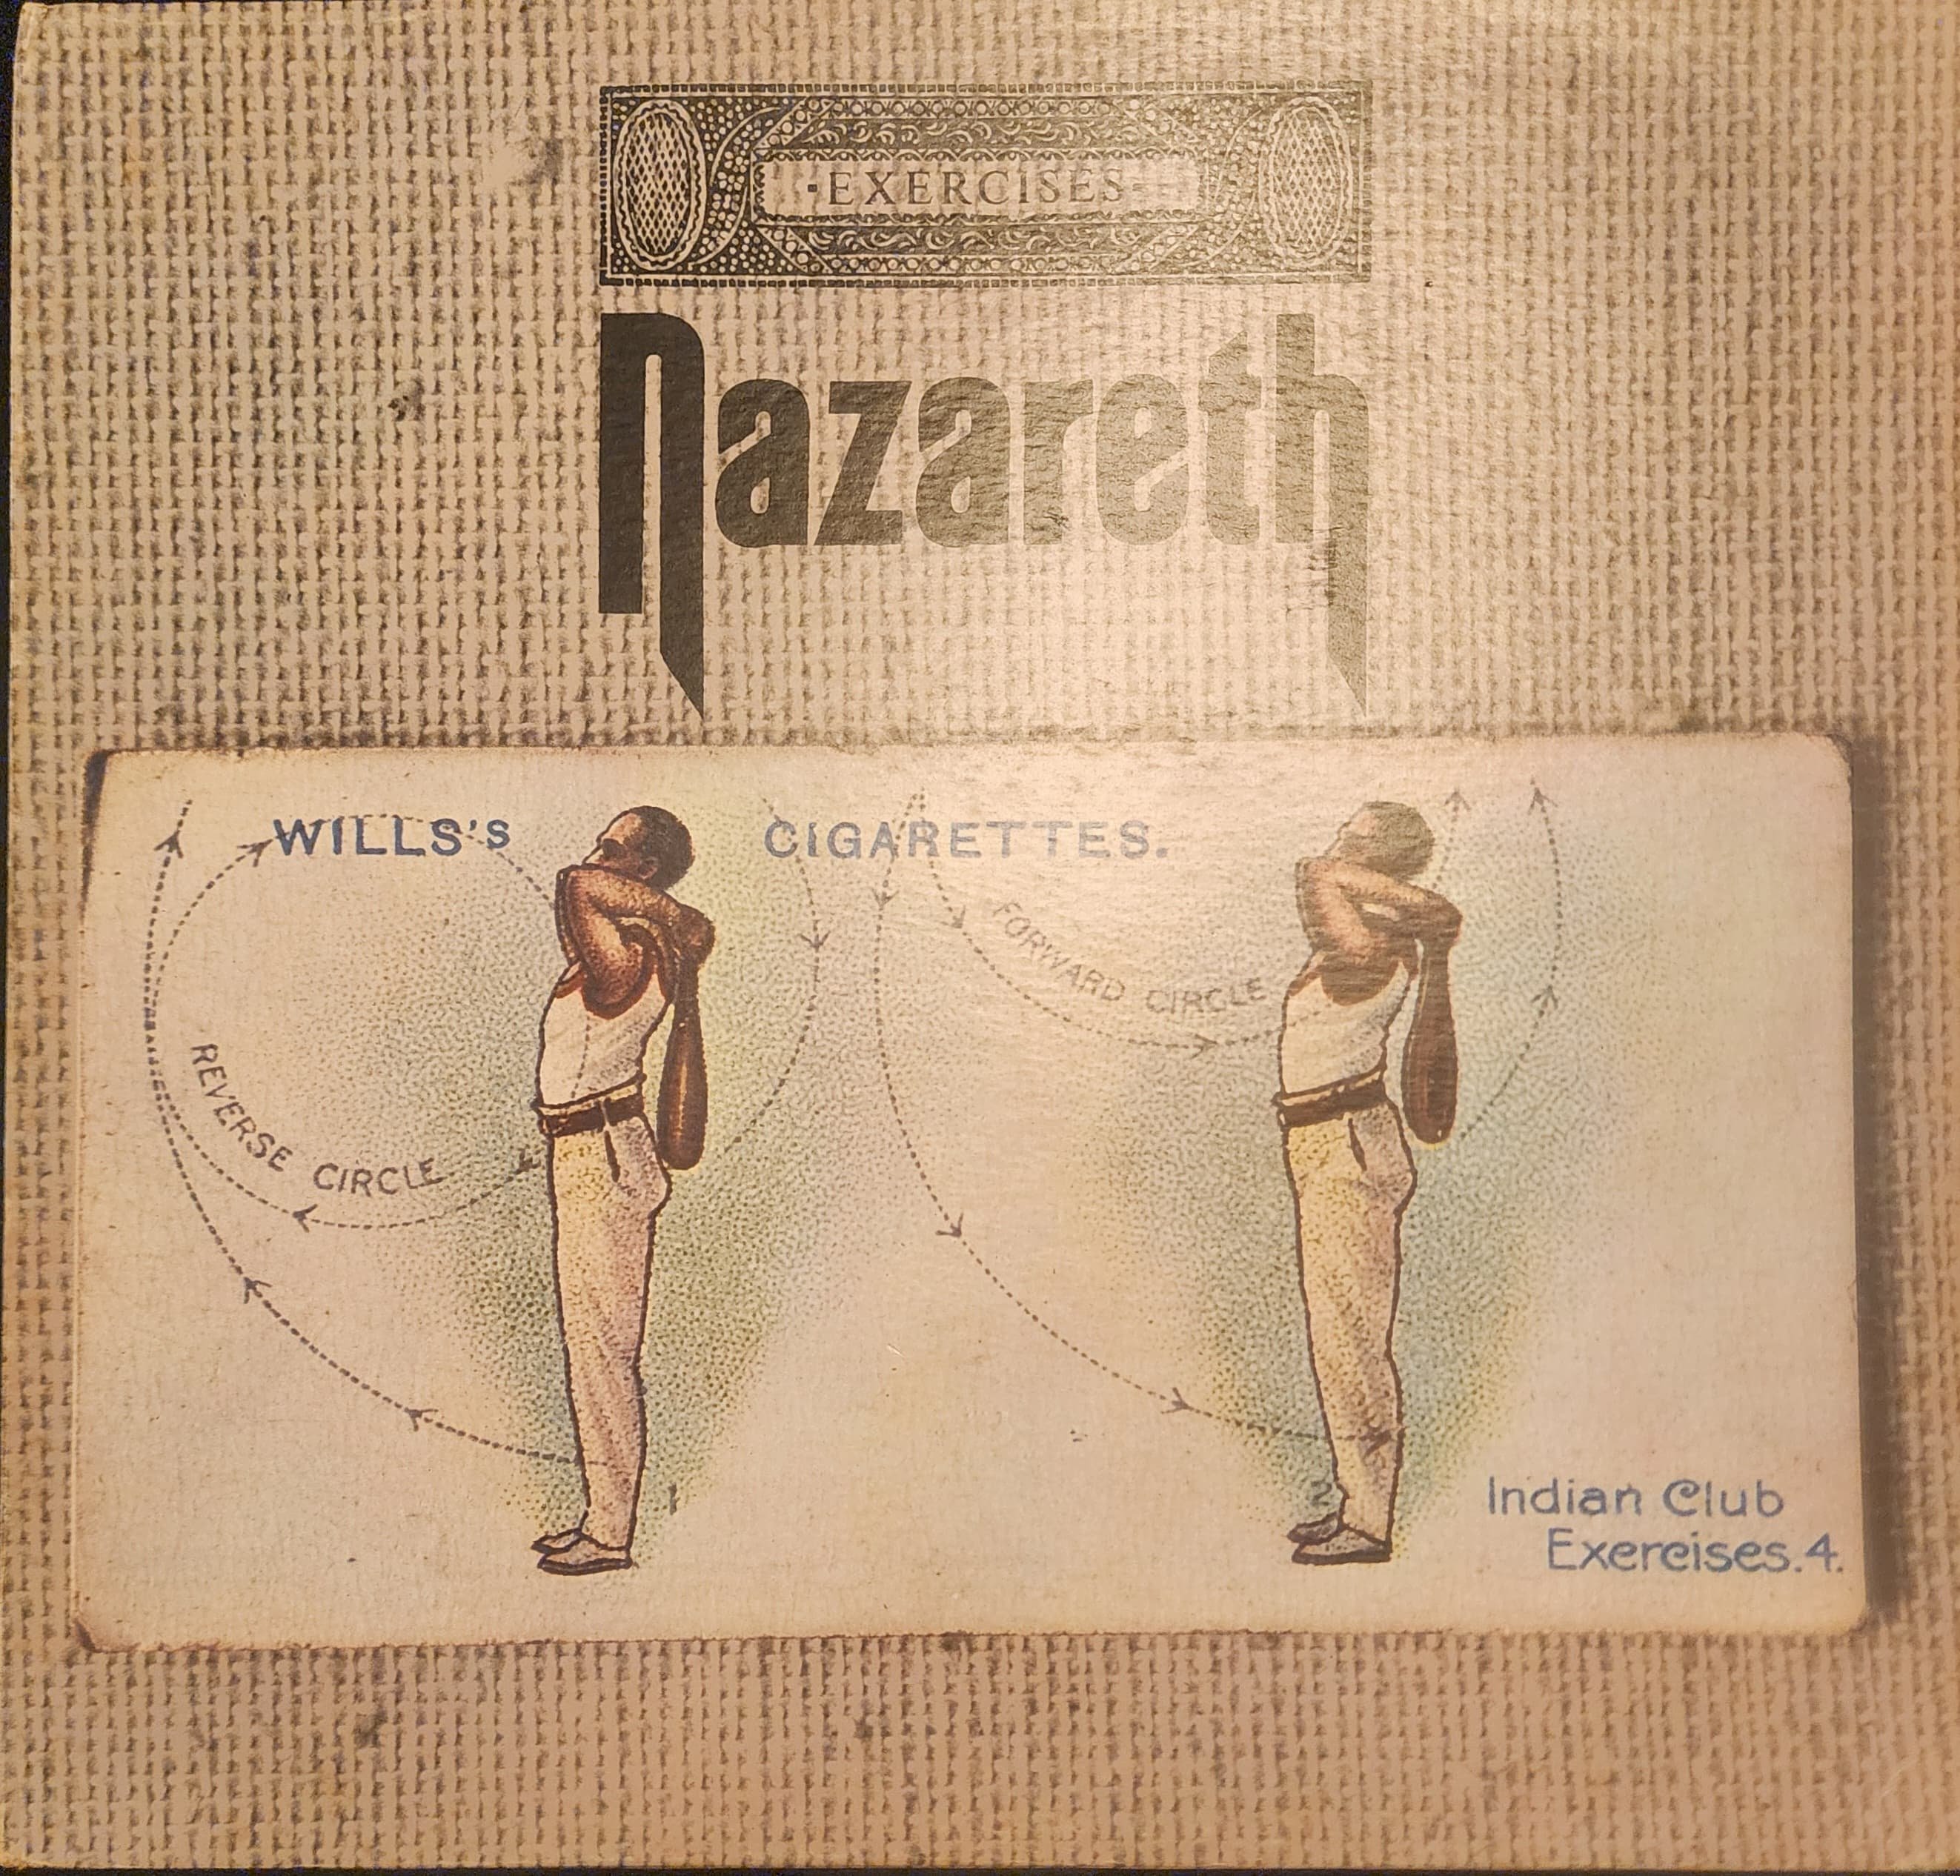 ·EXERCISES·
nazareth
WILLS's CIGARETTES.
FORWARD CIRCLE
REVERSE CIRCLE
1
2
Indian Club
Exercises.4.